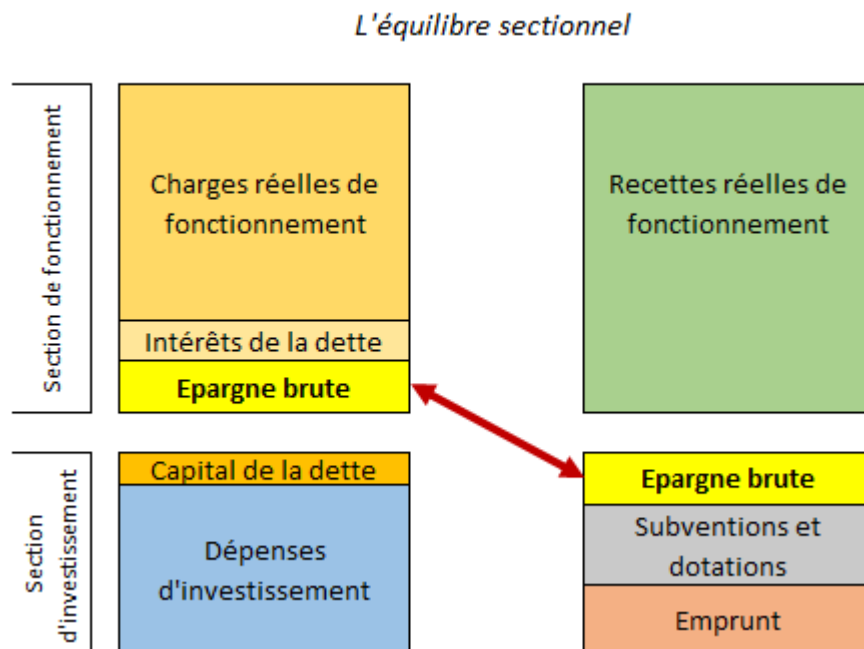 L'équilibre sectionnel
Section de fonctionnement
Charges réelles de
fonctionnement
Intérêts de la dette
Epargne brute
Recettes réelles de
fonctionnement
Section
d'investissement
Capital de la dette
Dépenses
d'investissement
Epargne brute
Subventions et
dotations
Emprunt